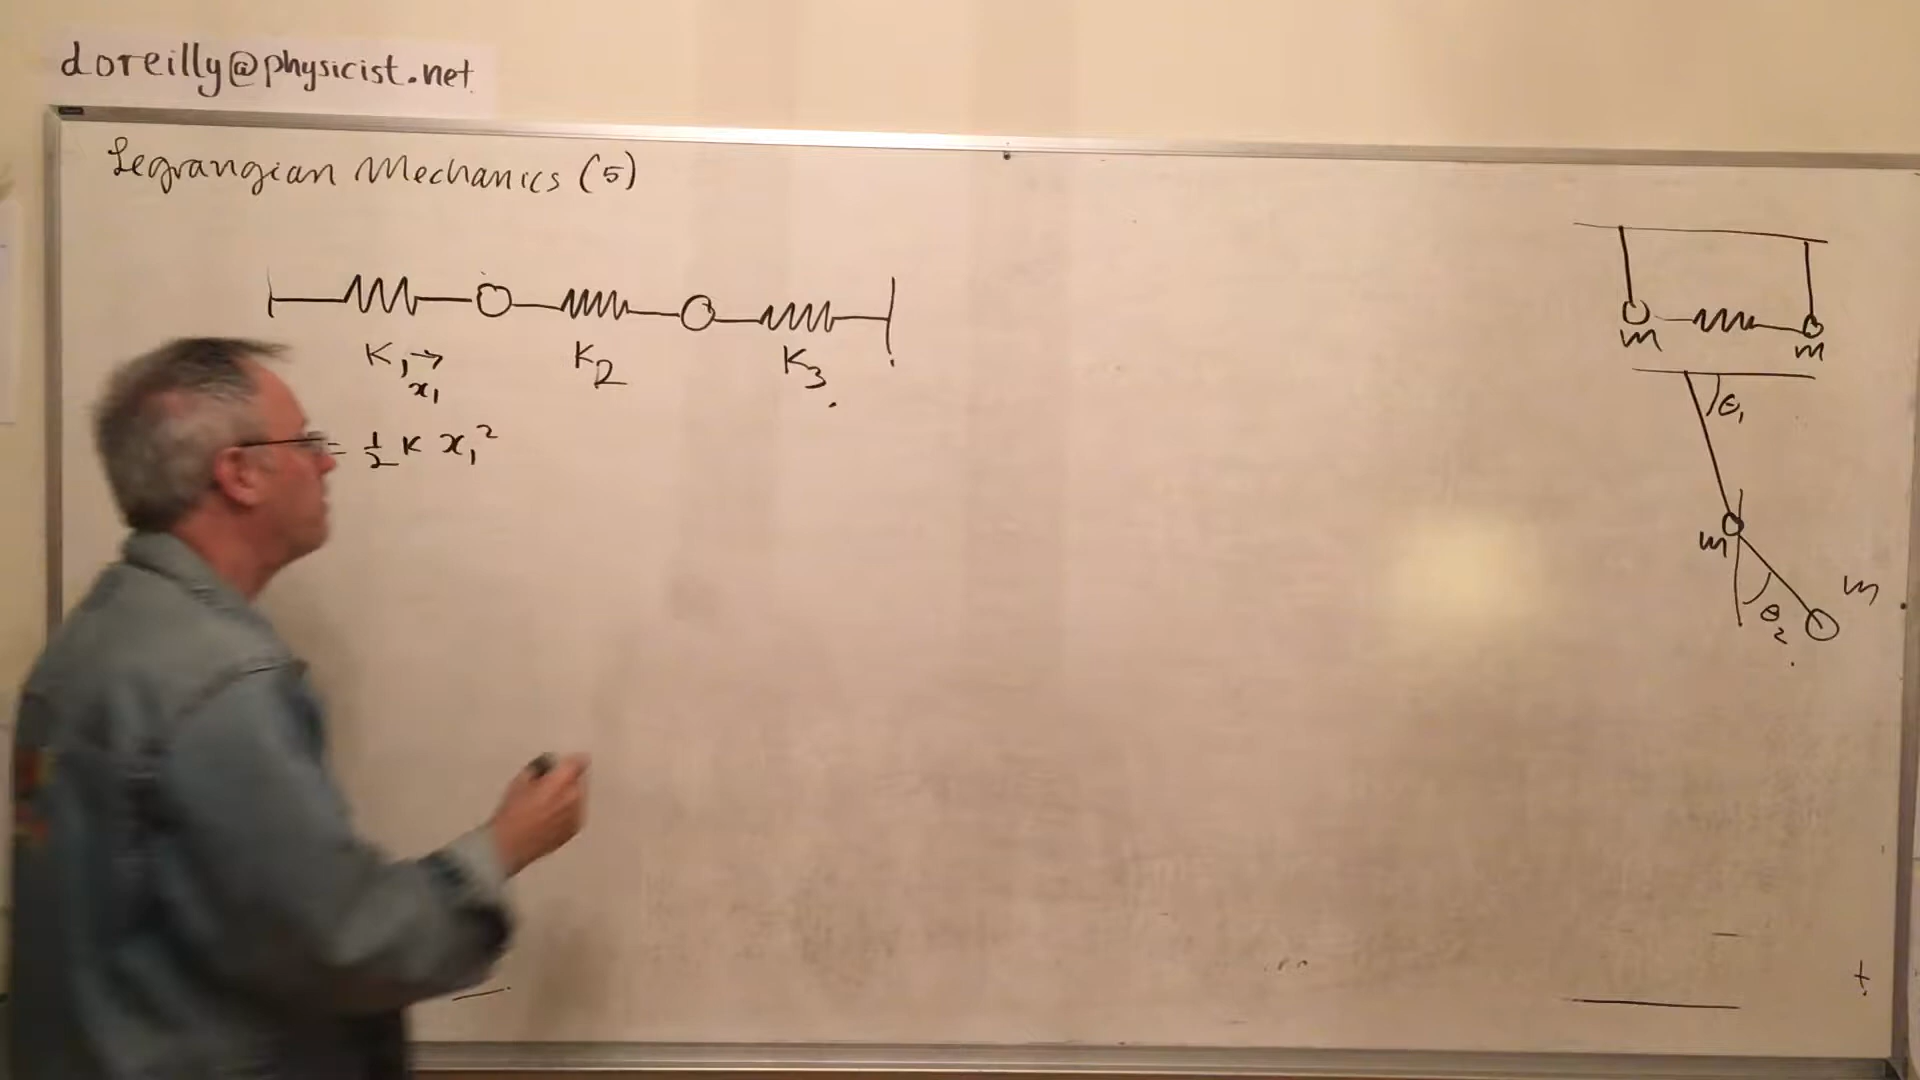 doreilly@physicist.net
Legrangian Mechanics (5)
K₁ → K₂ K₃
x₁
= ½ K x₁²
m m
θ₁
m
m
θ₂